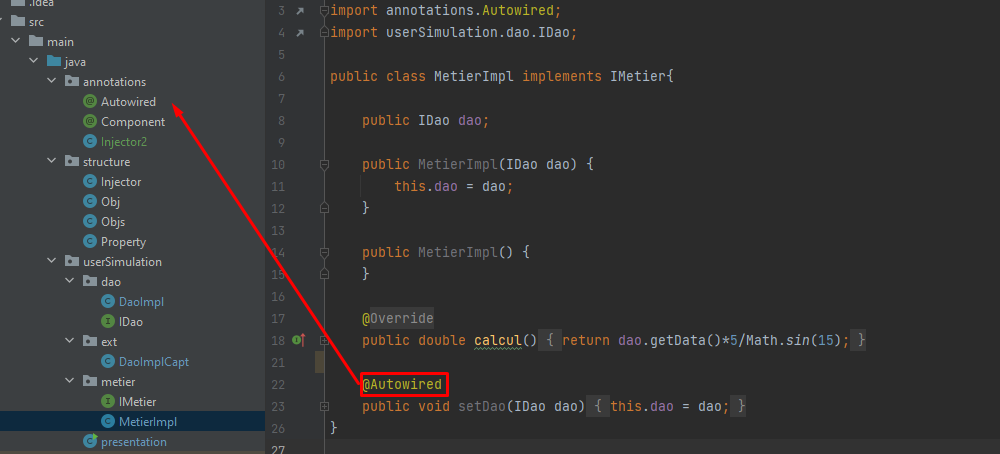 .idea
src
main
java
annotations
Autowired
Component
Injector2
structure
Injector
Obj
Objs
Property
userSimulation
dao
DaoImpl
IDao
ext
DaoImplCapt
metier
IMetier
MetierImpl
presentation
3 import annotations.Autowired;
4 import userSimulation.dao.IDao;
5
6 public class MetierImpl implements IMetier{
7
8 public IDao dao;
9
10 public MetierImpl(IDao dao) {
11 this.dao = dao;
12 }
13
14 public MetierImpl() {
15 }
16
17 @Override
18 public double calcul() { return dao.getData()*5/Math.sin(15); }
21
22 @Autowired
23 public void setDao(IDao dao) { this.dao = dao; }
26 }
27